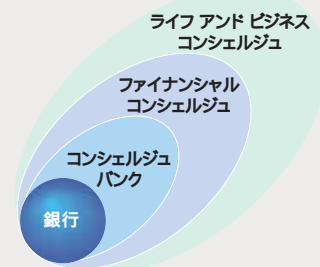 ライフ アンド ビジネス
コンシェルジュ
ファイナンシャル
コンシェルジュ
コンシェルジュ
バンク
銀行